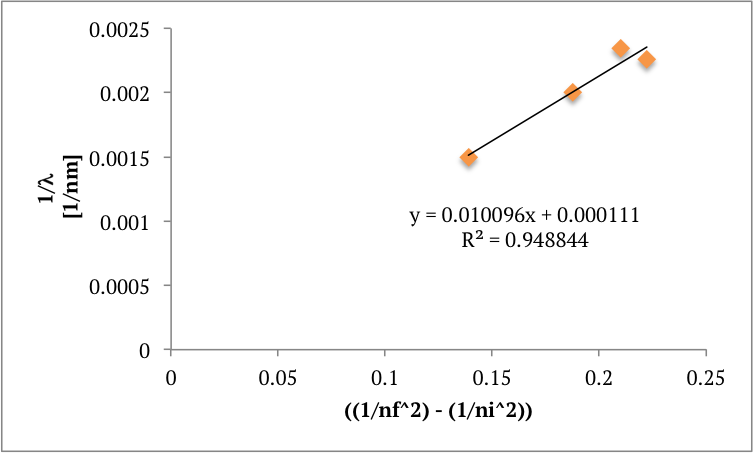 0.0025
0.002
0.0015
0.001
0.0005
0
1/λ
[1/nm]
y = 0.010096x + 0.000111
R² = 0.948844
0 0.05 0.1 0.15 0.2 0.25
((1/nf^2) - (1/ni^2))